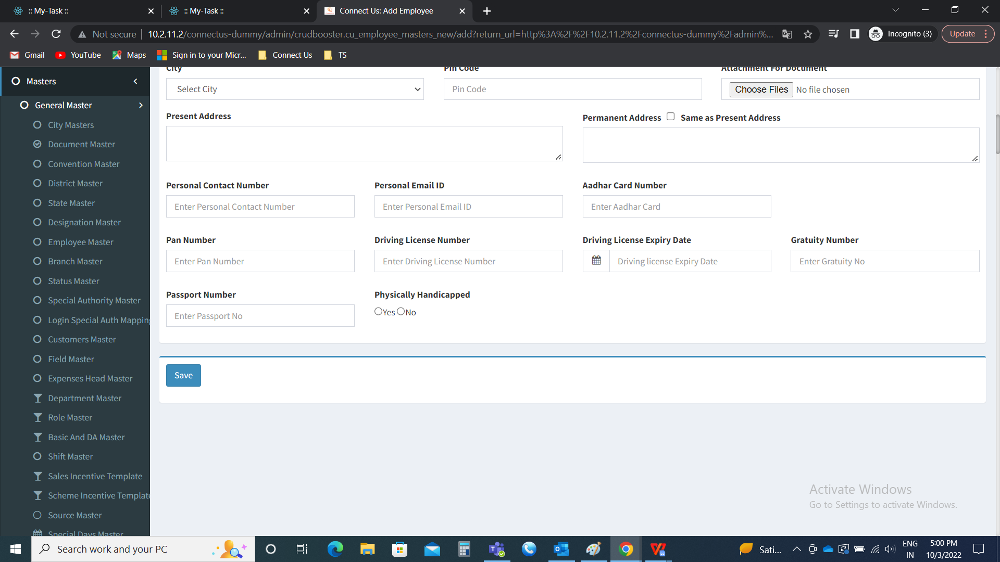 :: My-Task ::
:: My-Task ::
Connect Us: Add Employee
Not secure
10.2.11.2/connectus-dummy/admin/crudbooster.cu_employee_masters_new/add?return_url=http%3A%2F%2F10.2.11.2%2Fconnectus-dummy%2Fadmin%...
Incognito (3)
Update
Gmail
YouTube
Maps
Sign in to your Micr...
Connect Us
TS
Masters
General Master
City Masters
Document Master
Convention Master
District Master
State Master
Designation Master
Employee Master
Branch Master
Status Master
Special Authority Master
Login Special Auth Mapping
Customers Master
Field Master
Expenses Head Master
Department Master
Role Master
Basic And DA Master
Shift Master
Sales Incentive Template
Scheme Incentive Template
Source Master
Special Days Master
City
Pin Code
Attachment For Document
Select City
Pin Code
Choose Files No file chosen
Present Address
Permanent Address Same as Present Address
Personal Contact Number
Personal Email ID
Aadhar Card Number
Enter Personal Contact Number
Enter Personal Email ID
Enter Aadhar Card
Pan Number
Driving License Number
Driving License Expiry Date
Gratuity Number
Enter Pan Number
Enter Driving License Number
Driving license Expiry Date
Enter Gratuity No
Passport Number
Physically Handicapped
Enter Passport No
Yes No
Save
Activate Windows
Go to Settings to activate Windows.
Search work and your PC
Sati...
ENG
IN
5:00 PM
10/3/2022